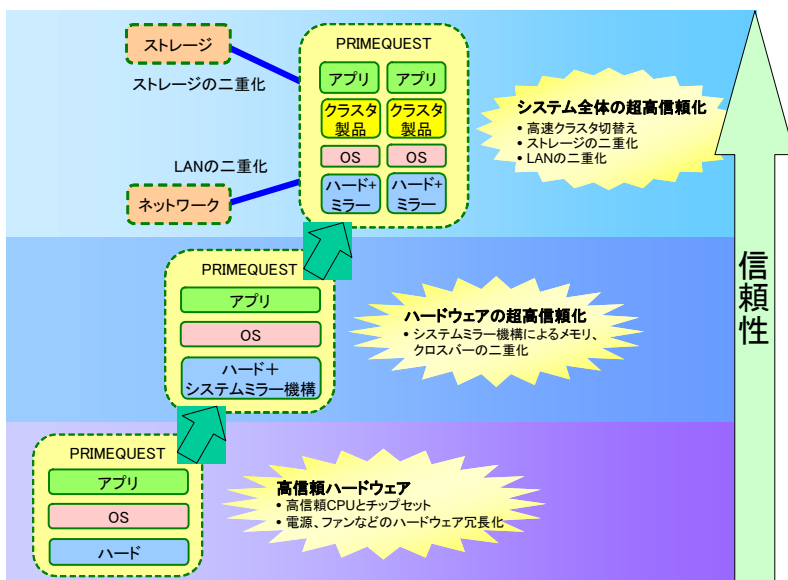 ストレージ
ストレージの二重化
LANの二重化
ネットワーク
PRIMEQUEST
アプリ アプリ
クラスタ製品 クラスタ製品
OS OS
ハード+ミラー ハード+ミラー
システム全体の超高信頼化
• 高速クラスタ切替え
• ストレージの二重化
• LANの二重化
PRIMEQUEST
アプリ
OS
ハード+
システムミラー機構
ハードウェアの超高信頼化
• システムミラー機構によるメモリ、
クロスバーの二重化
PRIMEQUEST
アプリ
OS
ハード
高信頼ハードウェア
• 高信頼CPUとチップセット
• 電源、ファンなどのハードウェア冗長化
信頼性